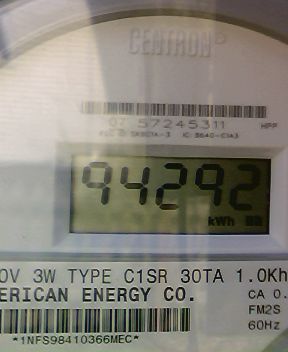 CENTRON
07 57245311 HPP
94292
kWh
0V 3W TYPE C1SR 30TA 1.0Kh
ERICAN ENERGY CO. CA 0.
FM2S
60Hz
*1NFS98410366MEC*